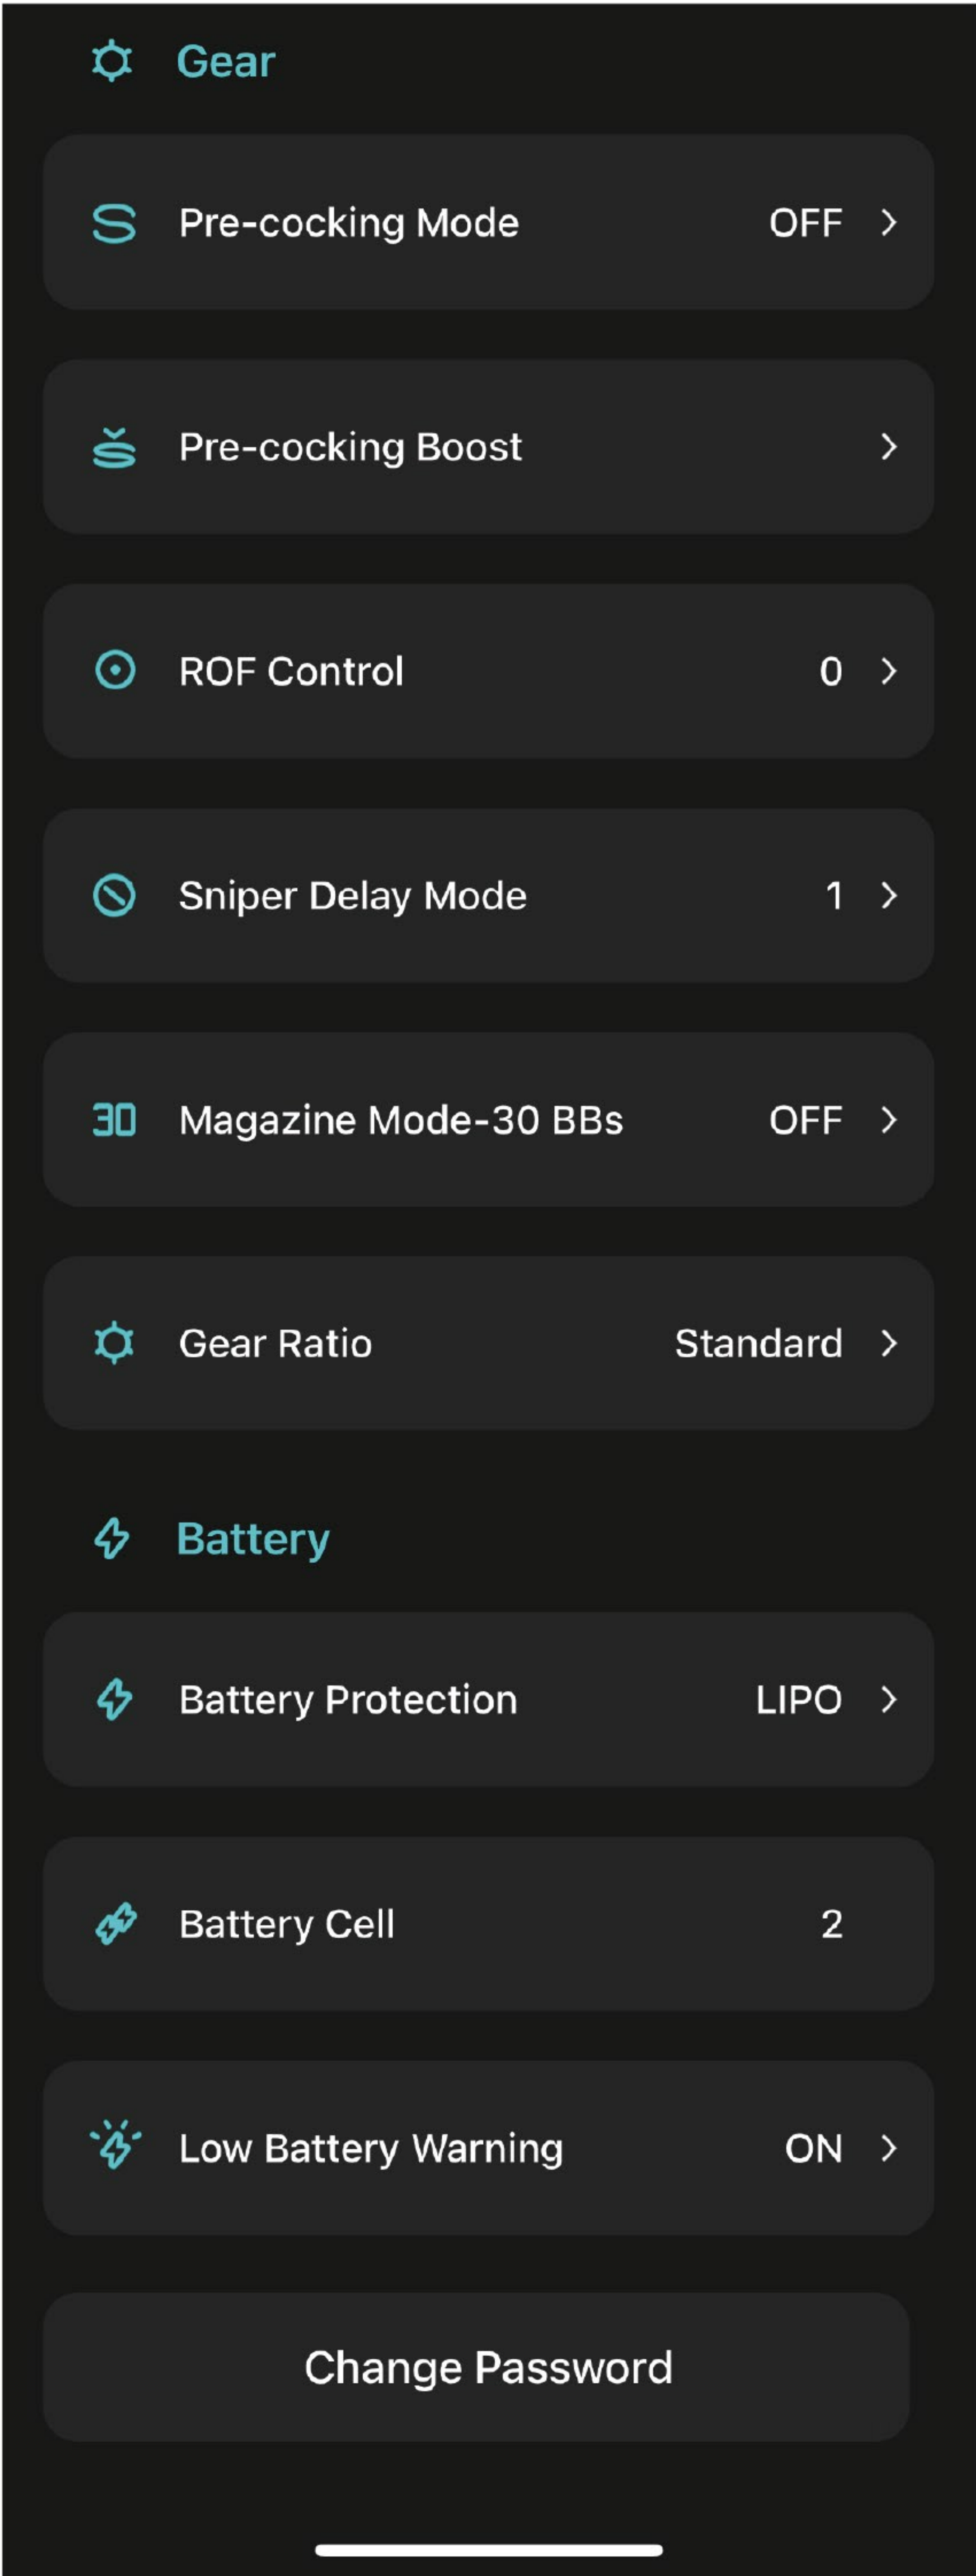 Gear
Pre-cocking Mode OFF
Pre-cocking Boost
ROF Control 0
Sniper Delay Mode 1
30 Magazine Mode-30 BBs OFF
Gear Ratio Standard
Battery
Battery Protection LIPO
Battery Cell 2
Low Battery Warning ON
Change Password